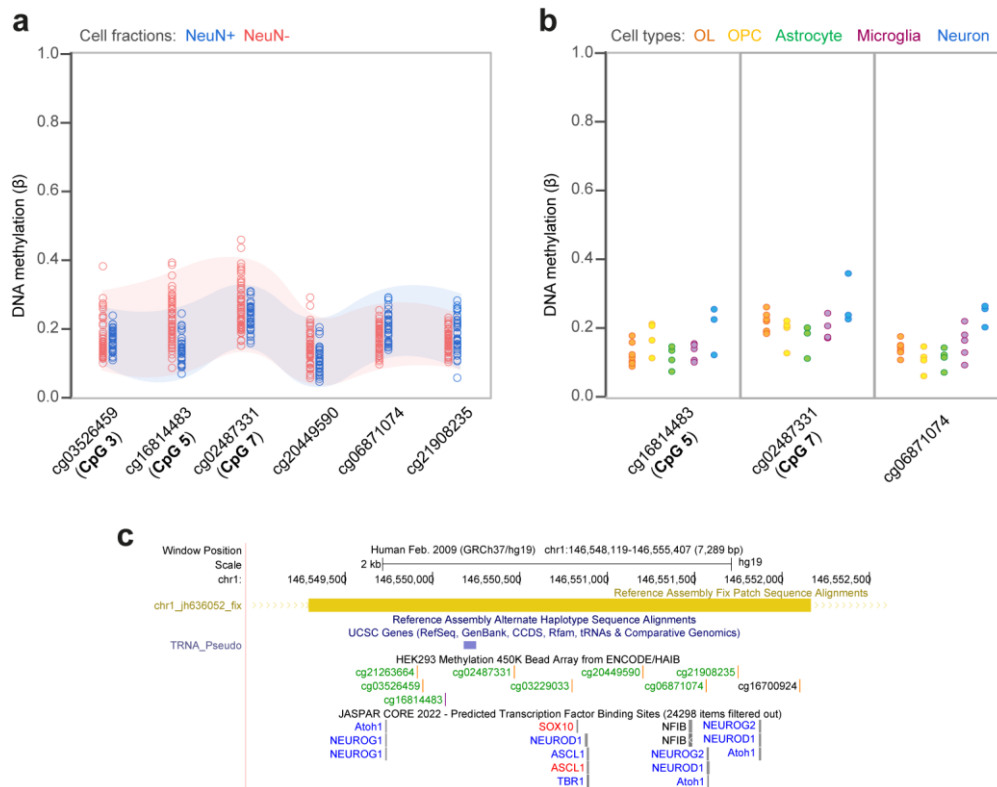 a
Cell fractions: NeuN+ NeuN-
DNA methylation (β)
1.0
0.8
0.6
0.4
0.2
0.0
cg03526459
(CpG 3)
cg16814483
(CpG 5)
cg02487331
(CpG 7)
cg20449590
cg06871074
cg21908235
b
Cell types: OL OPC Astrocyte Microglia Neuron
DNA methylation (β)
1.0
0.8
0.6
0.4
0.2
0.0
cg16814483
(CpG 5)
cg02487331
(CpG 7)
cg06871074
c
Window Position Human Feb. 2009 (GRCh37/hg19) chr1:146,548,119-146,555,407 (7,289 bp)
Scale 2 kb hg19
chr1: 146,549,500 146,550,000 146,550,500 146,551,000 146,551,500 146,552,000 146,552,500
Reference Assembly Fix Patch Sequence Alignments
chr1_jh636052_fix
Reference Assembly Alternate Haplotype Sequence Alignments
UCSC Genes (RefSeq, GenBank, CCDS, Rfam, tRNAs & Comparative Genomics)
TRNA_Pseudo
HEK293 Methylation 450K Bead Array from ENCODE/HAIB
cg21263664 cg02487331 cg20449590 cg21908235
cg03526459 cg03229033 cg06871074 cg16700924
cg16814483
JASPAR CORE 2022 - Predicted Transcription Factor Binding Sites (24298 items filtered out)
Atoh1 SOX10 NFIB NEUROG2
NEUROG1 NEUROD1 NFIB NEUROD1
NEUROG1 ASCL1 NEUROG2 Atoh1
ASCL1 NEUROD1
TBR1 Atoh1